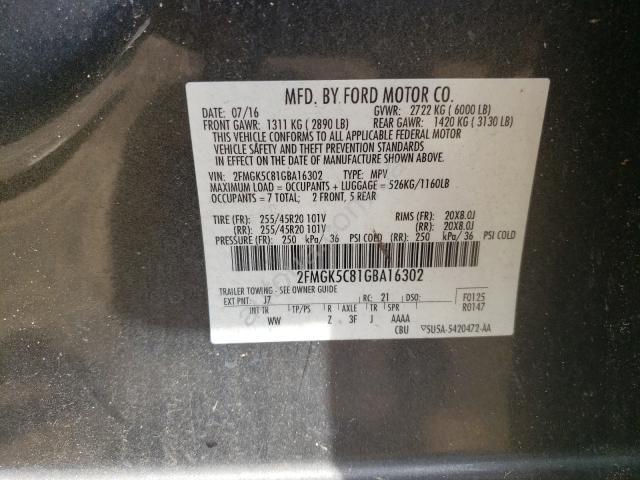 MFD. BY FORD MOTOR CO.
DATE: 07/16 GVWR: 2722 KG ( 6000 LB)
FRONT GAWR: 1311 KG ( 2890 LB) REAR GAWR: 1420 KG ( 3130 LB)
THIS VEHICLE CONFORMS TO ALL APPLICABLE FEDERAL MOTOR
VEHICLE SAFETY AND THEFT PREVENTION STANDARDS
IN EFFECT ON THE DATE OF MANUFACTURE SHOWN ABOVE.
VIN: 2FMGK5C81GBA16302 TYPE: MPV
MAXIMUM LOAD = OCCUPANTS + LUGGAGE = 526KG/1160LB
OCCUPANTS = 7 TOTAL: 2 FRONT, 5 REAR
TIRE (FR): 255/45R20 101V RIMS (FR): 20X8.0J
(RR): 255/45R20 101V (RR): 20X8.0J
PRESSURE (FR): 250 kPa/ 36 PSI COLD (RR): 250 kPa/ 36 PSI COLD
2FMGK5C81GBA16302
TRAILER TOWING - SEE OWNER GUIDE
EXT PNT: J7 RC: 21 DSO: F0125
INT TR TP/PS R AXLE TR SPR R0147
WW Z 3F J AAAA
CBU 5U5A-5420472-AA